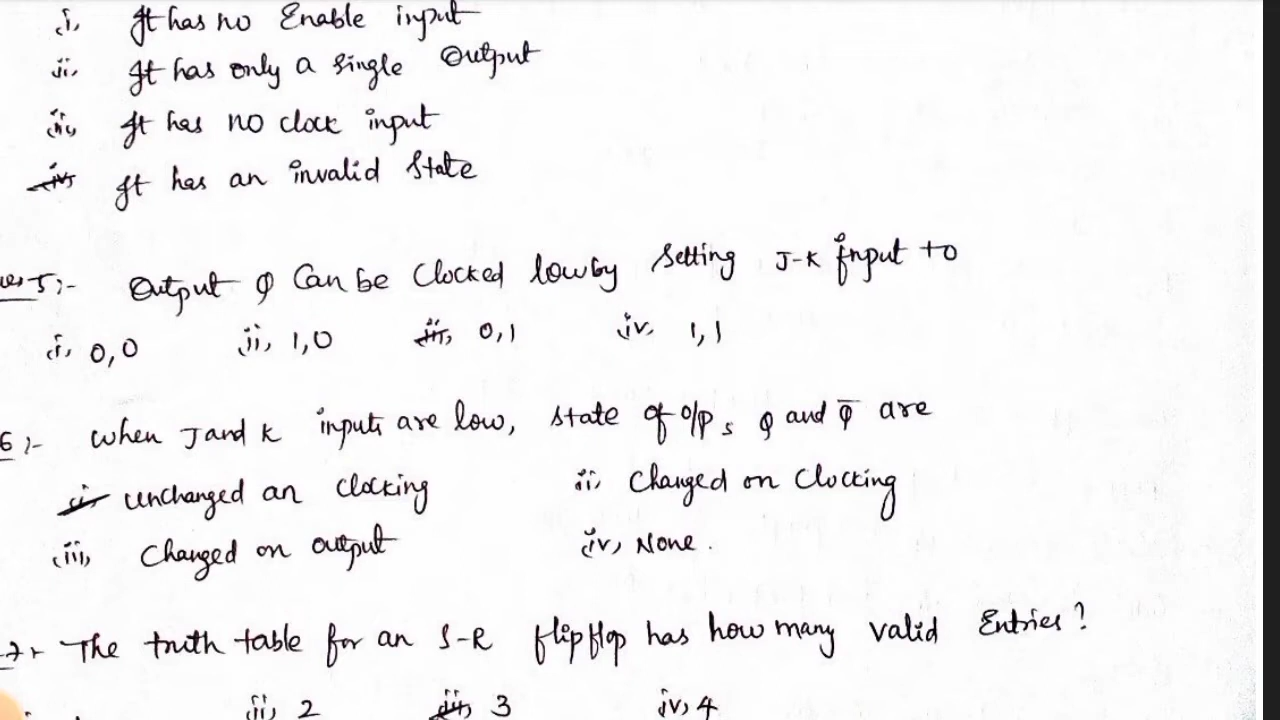 i, It has no Enable input
ii, It has only a single Output
iii, It has no clock input
iv, It has an invalid State
5:- Output Q Can be Clocked low by Setting J-K Input to
i, 0,0 ii, 1,0 iii, 0,1 iv, 1,1
6:- When J and K inputs are low, state of o/p s Q and Q̅ are
i, unchanged an clocking ii, Changed on Clocking
iii, Changed on output iv, None.
7:- The truth table for an S-R flipflop has how many valid Entries?
ii, 2 iii, 3 iv, 4